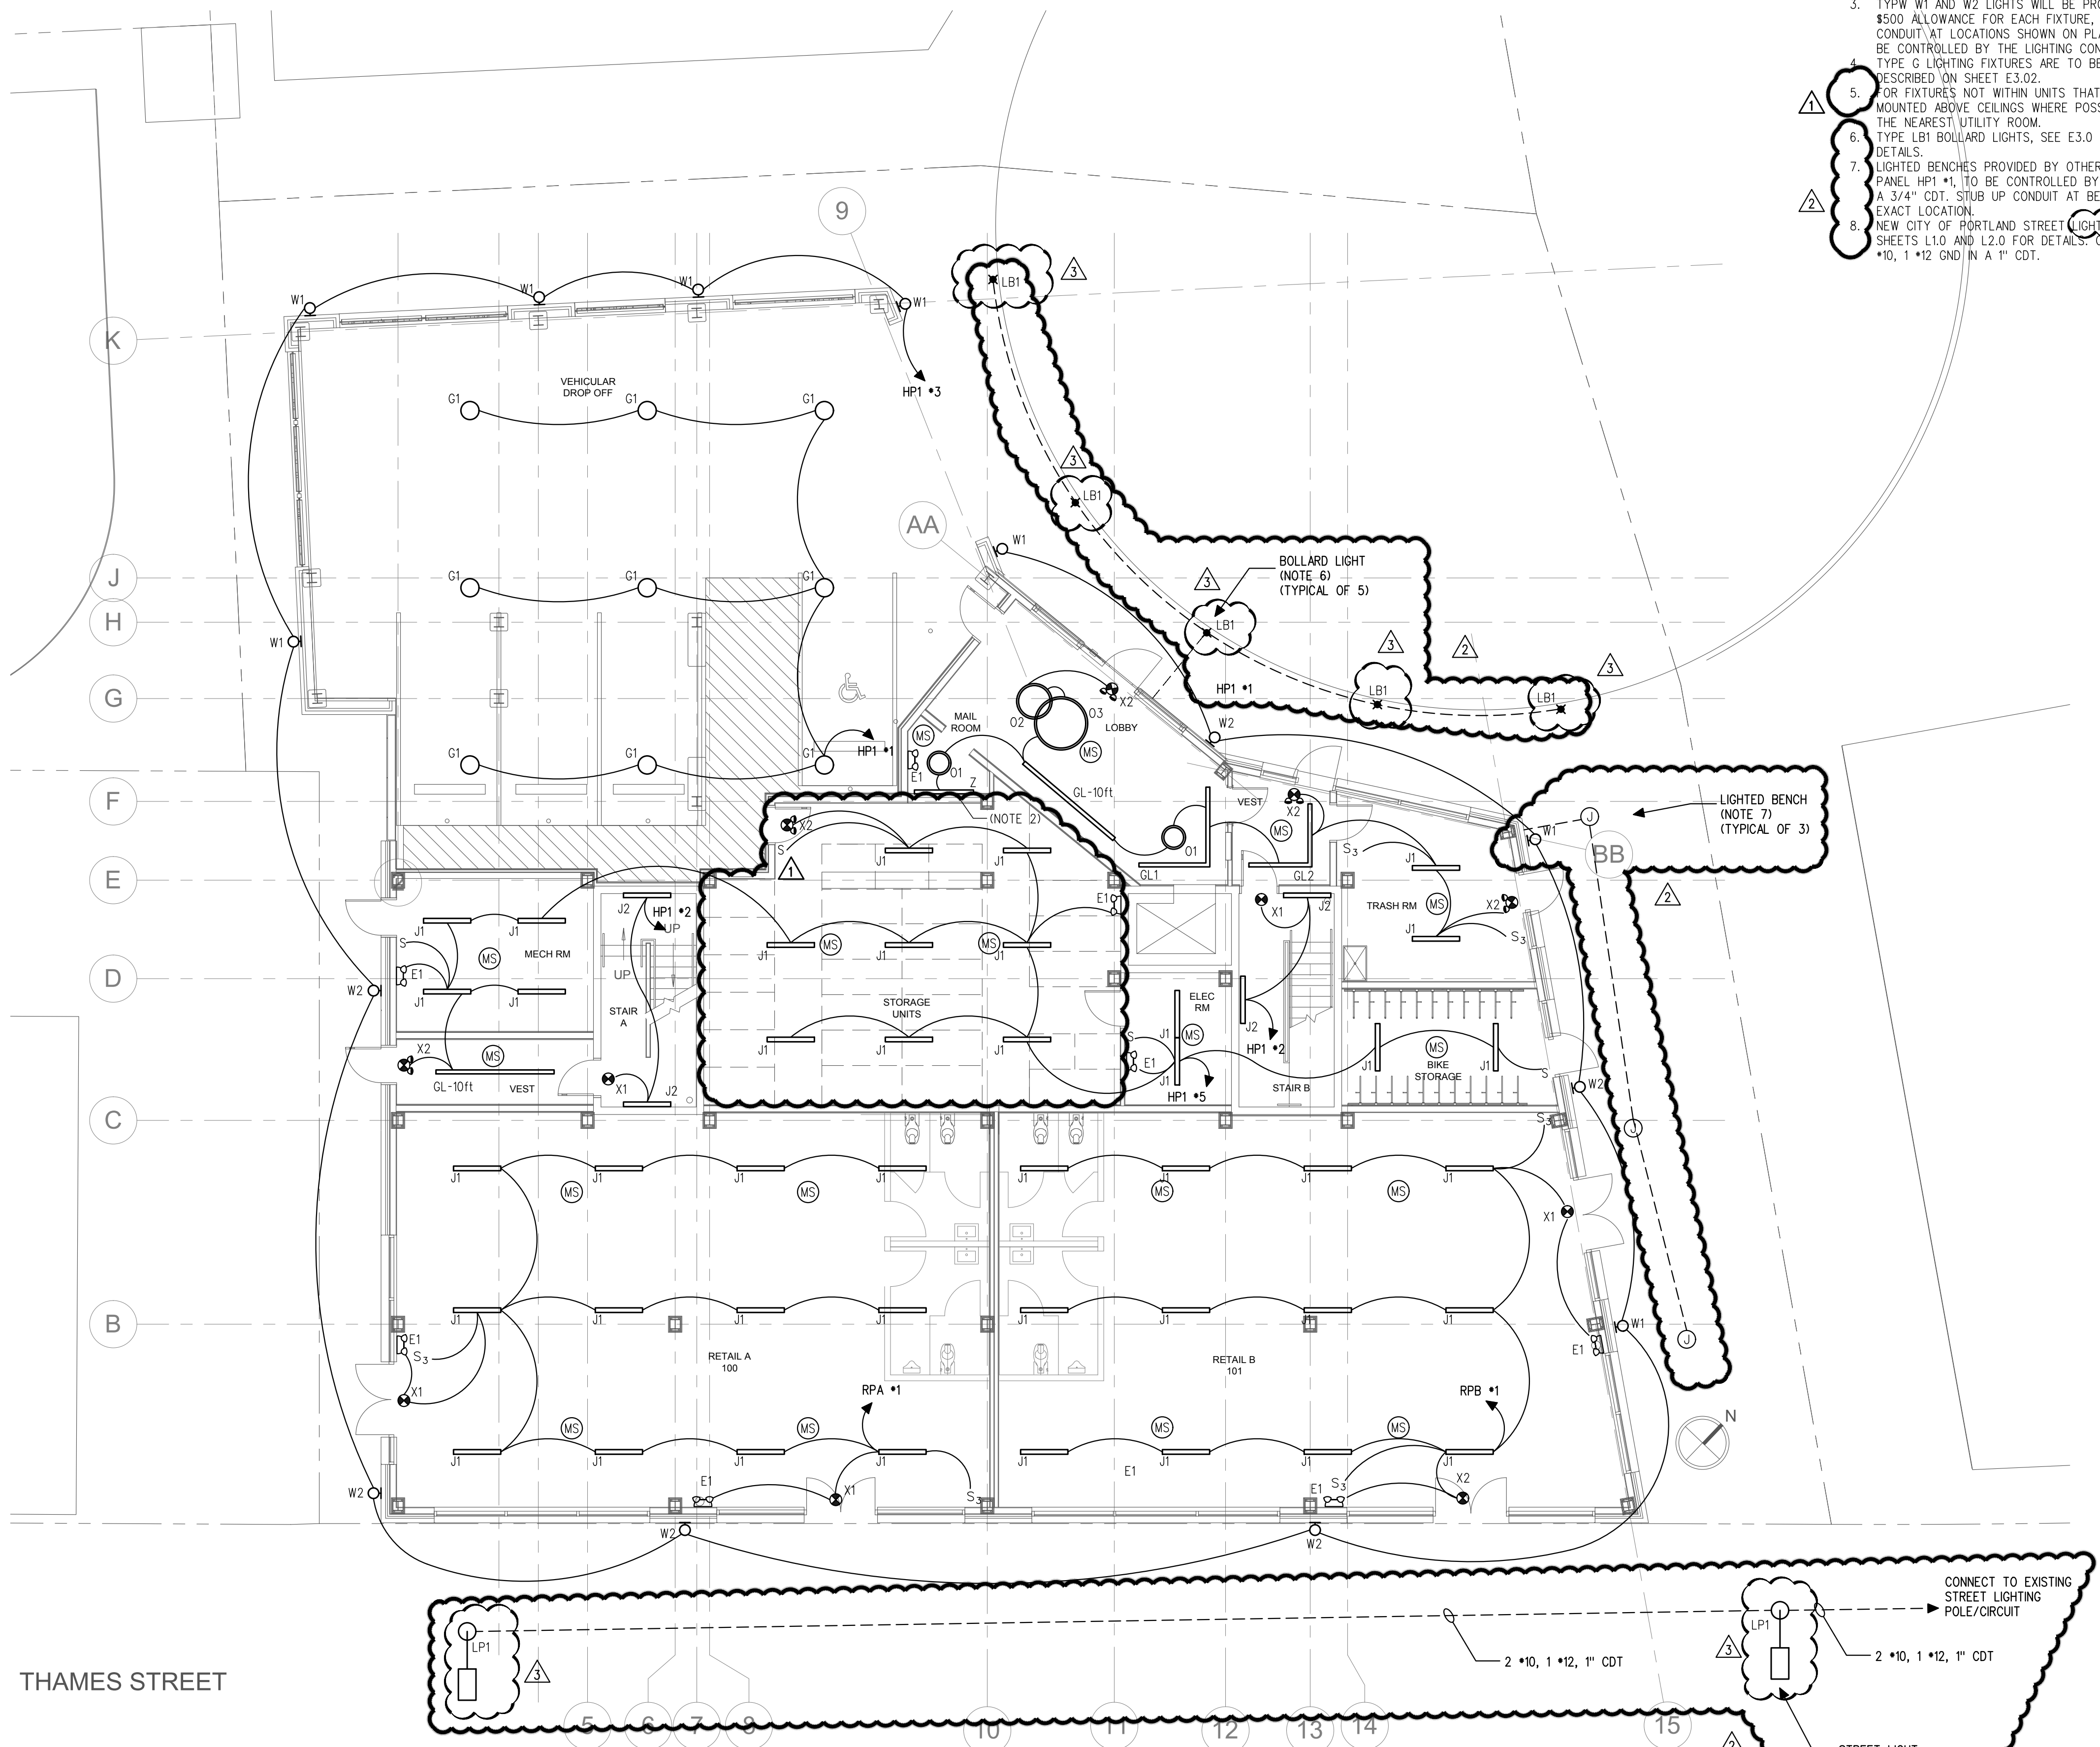 3. TYPW W1 AND W2 LIGHTS WILL BE
$500 ALLOWANCE FOR EACH FIXTURE,
CONDUIT AT LOCATIONS SHOWN ON
BE CONTROLLED BY THE LIGHTING
4. TYPE G LIGHTING FIXTURES ARE TO BE
DESCRIBED ON SHEET E3.02.
1
5. FOR FIXTURES NOT WITHIN UNITS THAT
MOUNTED ABOVE CEILINGS WHERE
THE NEAREST UTILITY ROOM.
6. TYPE LB1 BOLLARD LIGHTS, SEE E3.0
DETAILS.
7. LIGHTED BENCHES PROVIDED BY
PANEL HP1 #1, TO BE CONTROLLED BY
A 3/4" CDT. STUB UP CONDUIT AT
EXACT LOCATION.
2
8. NEW CITY OF PORTLAND STREET
SHEETS L1.0 AND L2.0 FOR DETAILS.
#10, 1 #12 GND IN A 1" CDT.
9
LB1
3
W1
W1
W1
W1
K
VEHICULAR
DROP OFF
HP1 #3
G1
G1
G1
3
LB1
AA
W1
J
G1
G1
G1
3
BOLLARD LIGHT
(NOTE 6)
(TYPICAL OF 5)
H
LB1
W1
3
2
3
G
X2
HP1 #1
LB1
LB1
MAIL
ROOM
O2
O3
LOBBY
W2
MS
MS
HP1 #1
G1
G1
G1
E1
O1
Z
GL-10ft
F
VEST
X2
(NOTE 2)
X2
S
J1
J1
1
MS
O1
GL1
GL2
W1
J
LIGHTED BENCH
(NOTE 7)
(TYPICAL OF 3)
BB
2
E
S3
J1
TRASH RM
MS
X2
J1
S3
J2
HP1 #2
UP
E1
X1
J2
J1
J1
S
MS
MECH RM
E1
J1
J1
UP
STAIR
A
J1
MS
J1
MS
J1
D
W2
STORAGE
UNITS
ELEC
RM
J1
MS
J2
HP1 #2
J1
MS
BIKE
STORAGE
J1
S
W2
X2
MS
GL-10ft
VEST
X1
J2
J1
J1
J1
S
E1
J1
HP1 #5
STAIR B
C
S3
J
J1
J1
J1
J1
J1
J1
J1
J1
MS
MS
MS
MS
X1
B
J1
J1
J1
J1
J1
J1
J1
J1
W1
J
E1
S3
X1
RETAIL A
100
RETAIL B
101
E1
RPA #1
RPB #1
MS
MS
MS
MS
N
J1
J1
J1
J1
J1
J1
J1
J1
E1
E1
X1
S3
E1
S3
X2
W2
W2
W2
CONNECT TO EXISTING
STREET LIGHTING
POLE/CIRCUIT
LP1
LP1
3
3
2 #10, 1 #12, 1" CDT
2 #10, 1 #12, 1" CDT
THAMES STREET
5
6
7
8
10
11
12
13
14
15
2
STREET LIGHT